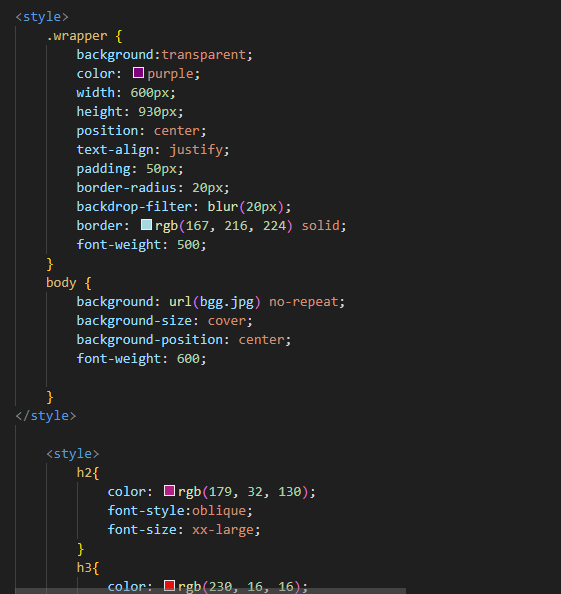 <style>
.wrapper {
background:transparent;
color: purple;
width: 600px;
height: 930px;
position: center;
text-align: justify;
padding: 50px;
border-radius: 20px;
backdrop-filter: blur(20px);
border: rgb(167, 216, 224) solid;
font-weight: 500;
}
body {
background: url(bgg.jpg) no-repeat;
background-size: cover;
background-position: center;
font-weight: 600;
}
</style>
<style>
h2{
color: rgb(179, 32, 130);
font-style:oblique;
font-size: xx-large;
}
h3{
color: rgb(230, 16, 16);